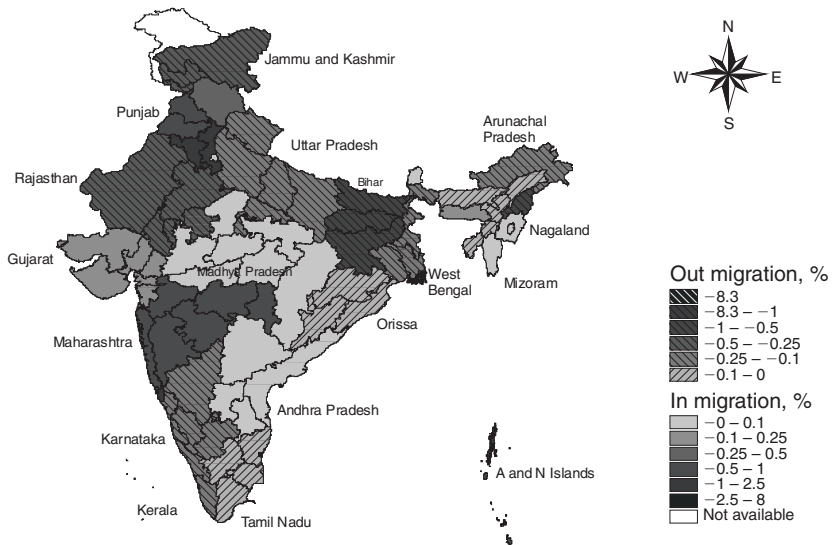 N
W
E
S
Jammu and Kashmir
Punjab
Uttar Pradesh
Arunachal
Pradesh
Rajasthan
Bihar
Gujarat
Madhya Pradesh
Nagaland
West
Bengal
Mizoram
Orissa
Maharashtra
Andhra Pradesh
Karnataka
A and N Islands
Kerala
Tamil Nadu
Out migration, %
−8.3
−8.3 – −1
−1 – −0.5
−0.5 – −0.25
−0.25 – −0.1
−0.1 – 0
In migration, %
−0 – 0.1
−0.1 – 0.25
−0.25 – 0.5
−0.5 – 1
−1 – 2.5
−2.5 – 8
Not available